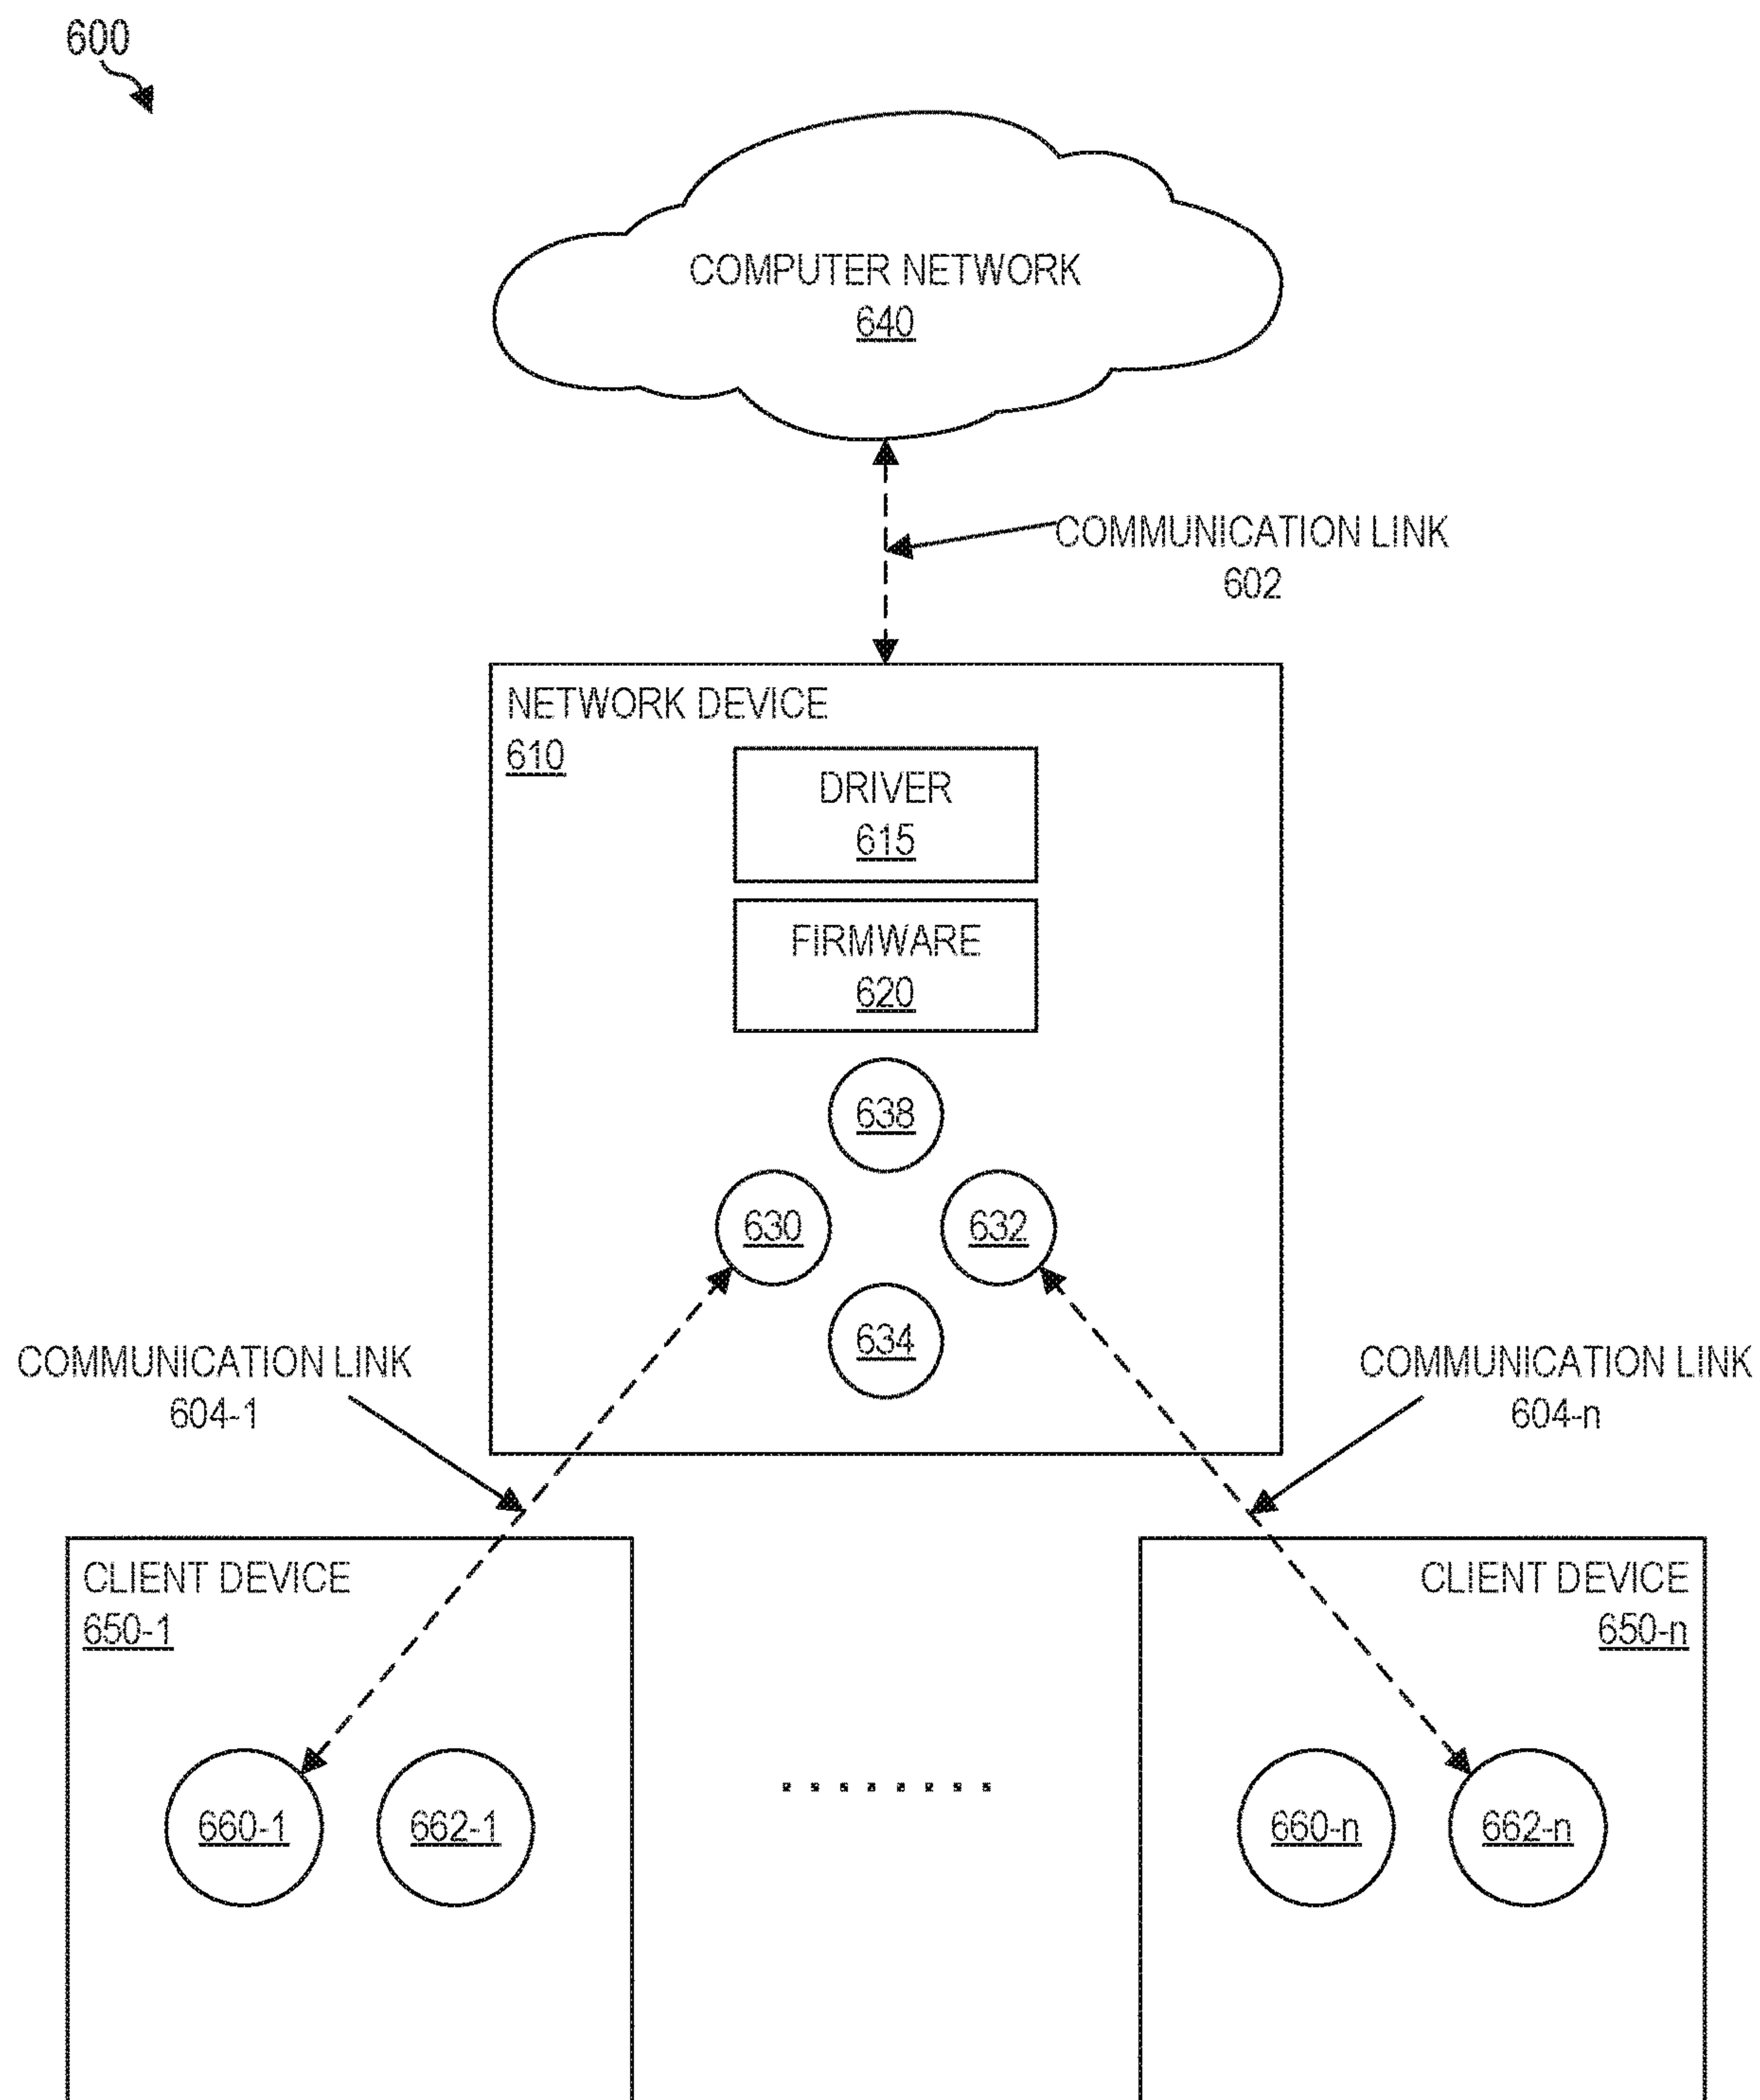 600
COMPUTER NETWORK
640
COMMUNICATION LINK
602
NETWORK DEVICE
610
DRIVER
615
FIRMWARE
620
638
630
632
634
COMMUNICATION LINK
604-1
COMMUNICATION LINK
604-n
CLIENT DEVICE
650-1
CLIENT DEVICE
650-n
660-1
662-1
660-n
662-n